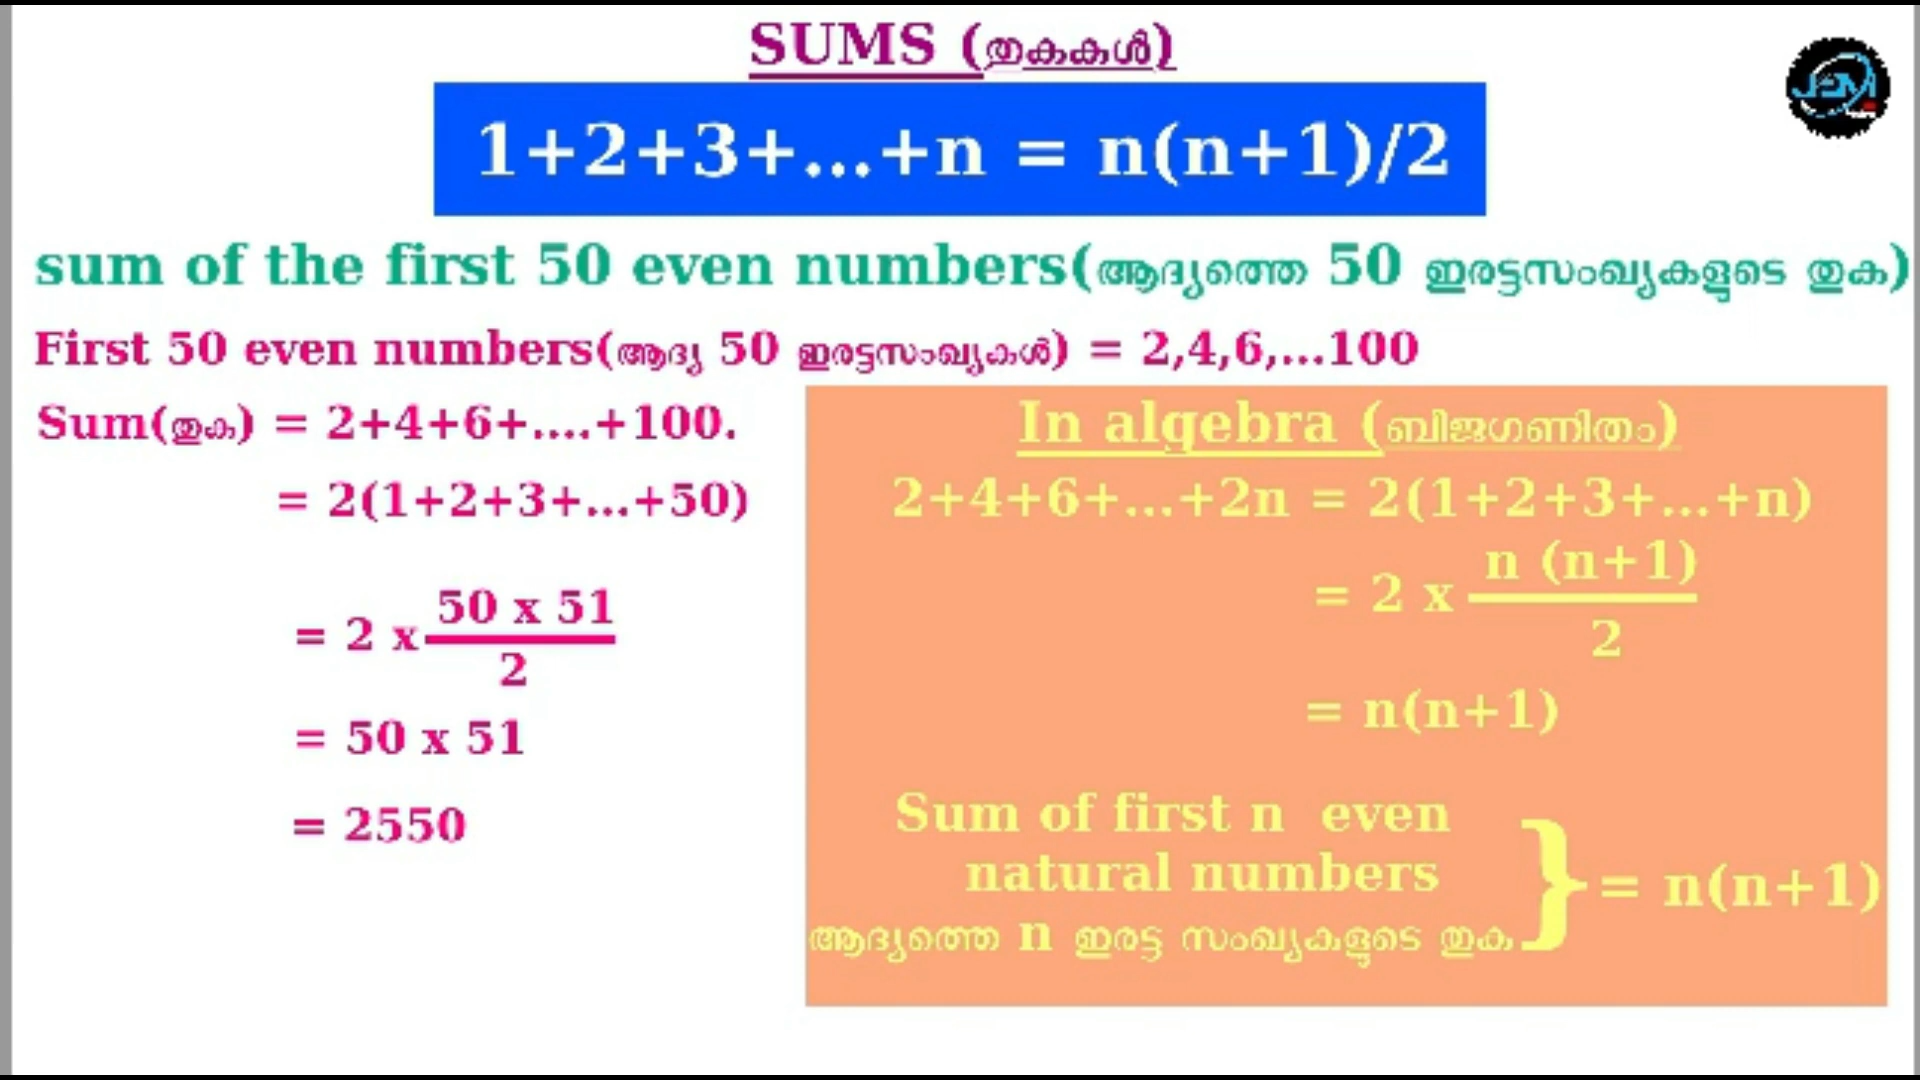 SUMS (തുകകൾ)
1+2+3+...+n = n(n+1)/2
sum of the first 50 even numbers(ആദ്യത്തെ 50 ഇരട്ടസംഖ്യകളുടെ തുക)
First 50 even numbers(ആദ്യ 50 ഇരട്ടസംഖ്യകൾ) = 2,4,6,...100
Sum(തുക) = 2+4+6+....+100.
= 2(1+2+3+...+50)
= 2 x 50 x 51
2
= 50 x 51
= 2550
In algebra (ബിജഗണിതം)
2+4+6+...+2n = 2(1+2+3+...+n)
= 2 x n (n+1)
2
= n(n+1)
Sum of first n even
natural numbers
ആദ്യത്തെ n ഇരട്ട സംഖ്യകളുടെ തുക } = n(n+1)